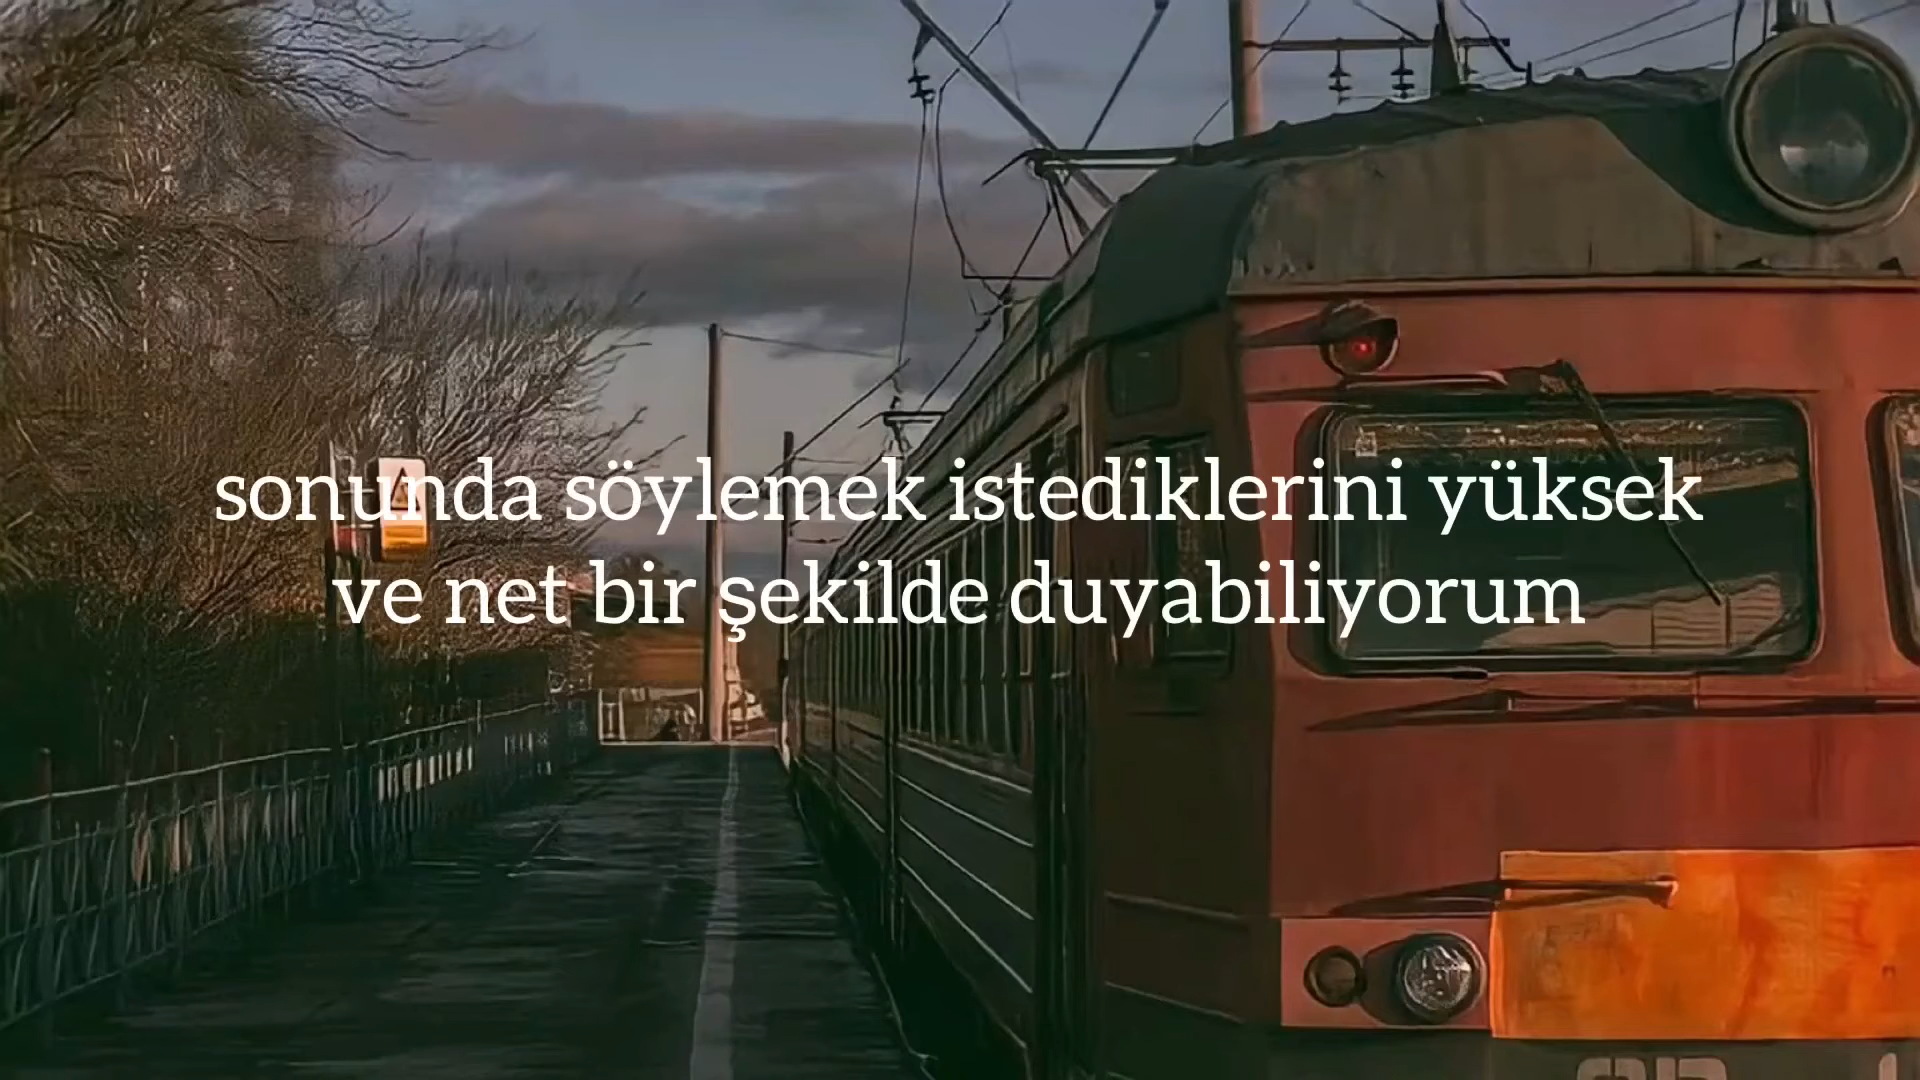 sonunda söylemek istediklerini yüksek
ve net bir şekilde duyabiliyorum